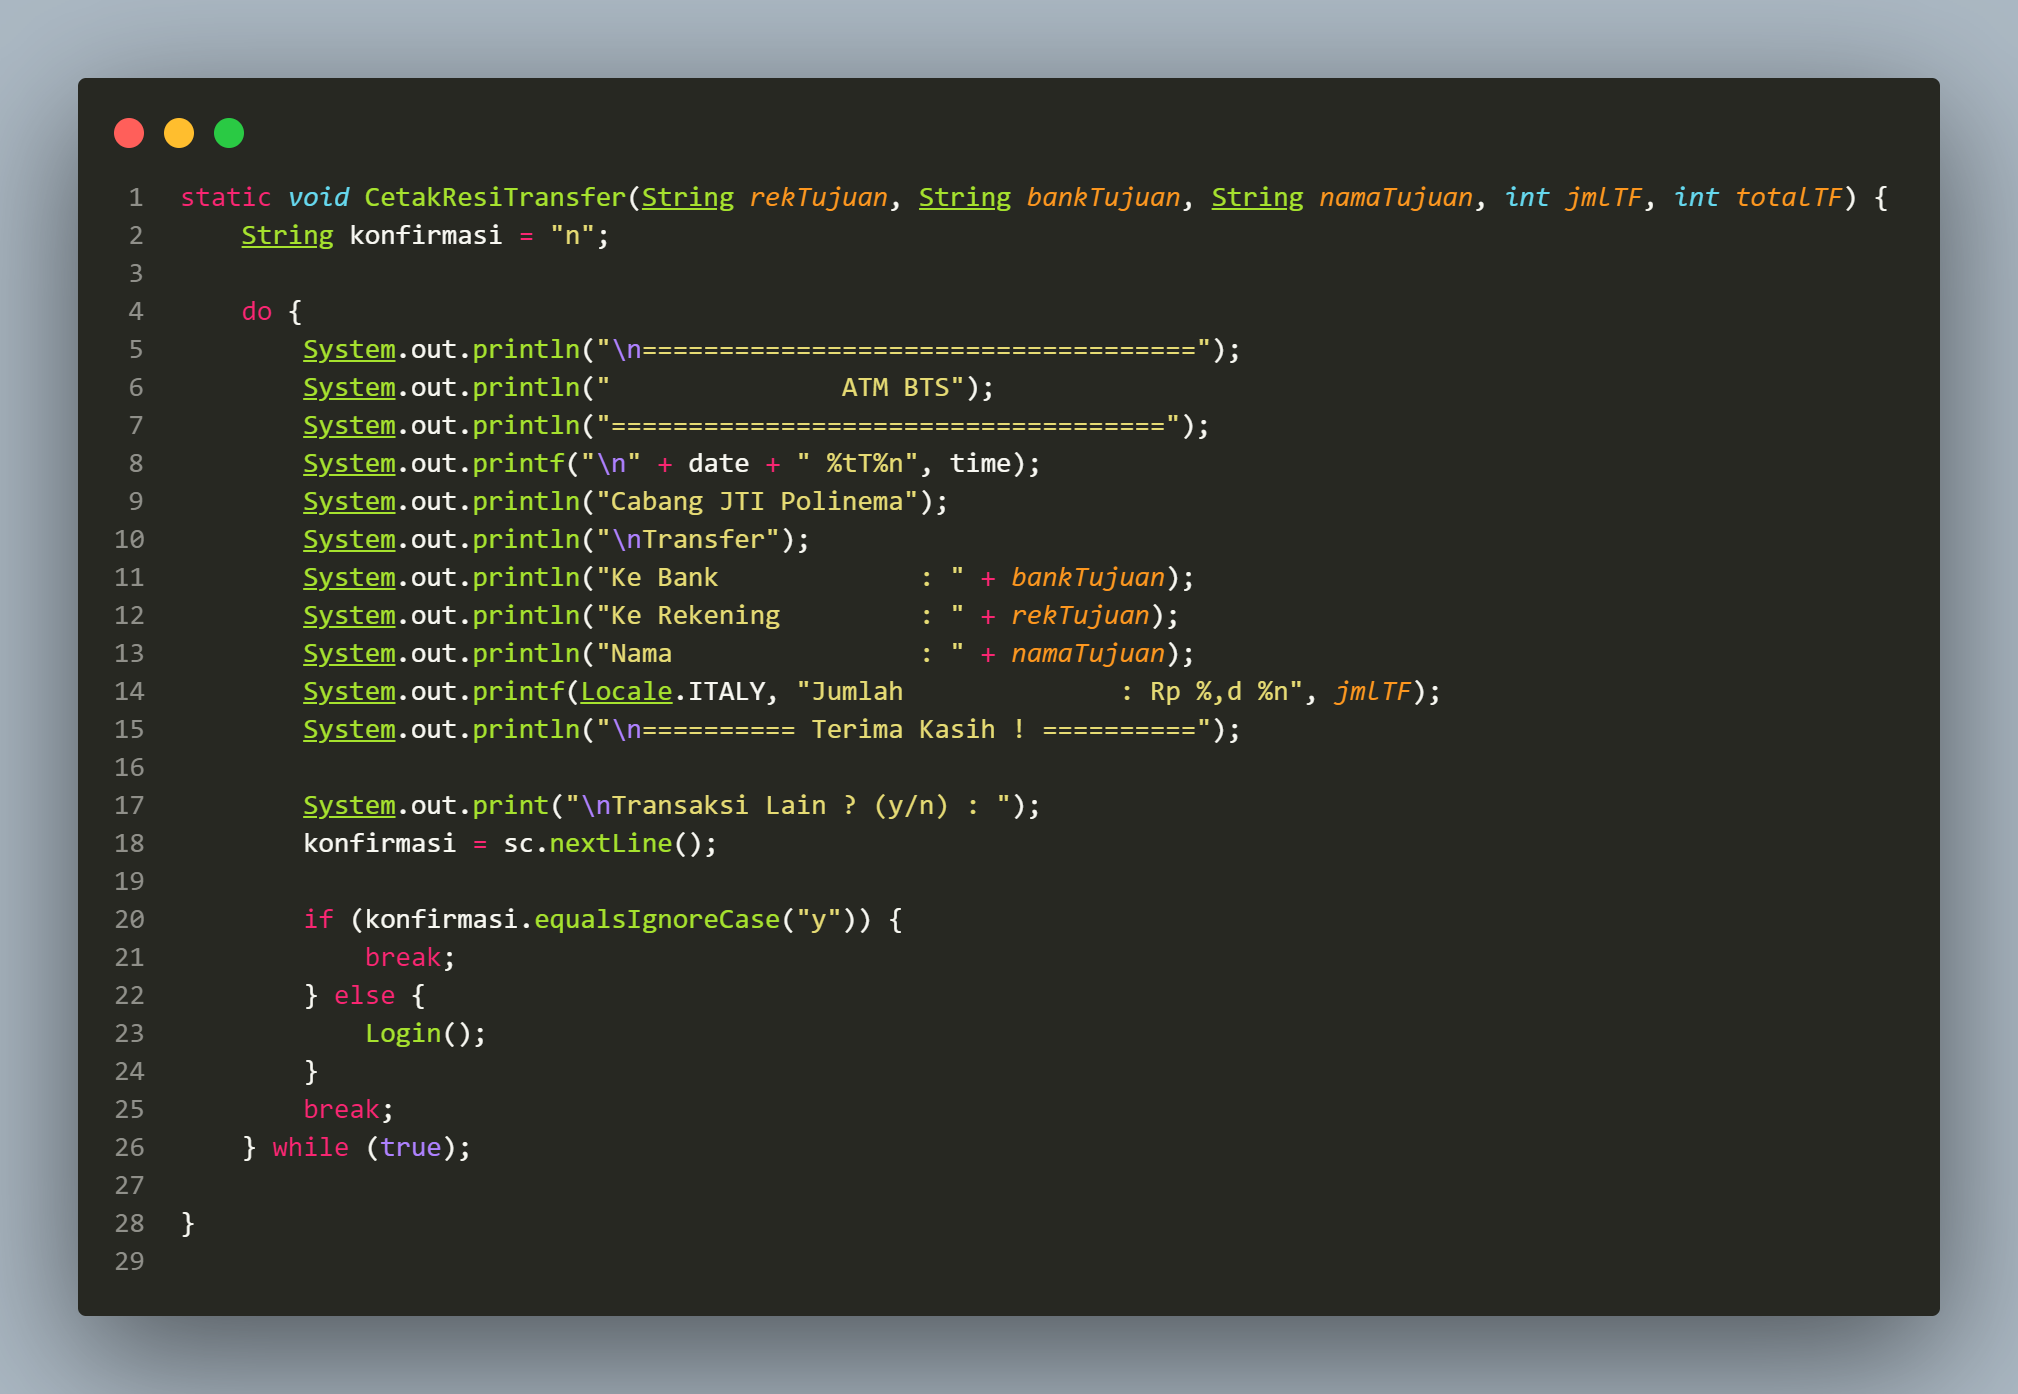 1 static void CetakResiTransfer(String rekTujuan, String bankTujuan, String namaTujuan, int jmlTF, int totalTF) {
2     String konfirmasi = "n";
3
4     do {
5         System.out.println("\n====================================");
6         System.out.println("               ATM BTS");
7         System.out.println("====================================");
8         System.out.printf("\n" + date + " %tT%n", time);
9         System.out.println("Cabang JTI Polinema");
10         System.out.println("\nTransfer");
11         System.out.println("Ke Bank             : " + bankTujuan);
12         System.out.println("Ke Rekening         : " + rekTujuan);
13         System.out.println("Nama                : " + namaTujuan);
14         System.out.printf(Locale.ITALY, "Jumlah              : Rp %,d %n", jmlTF);
15         System.out.println("\n========== Terima Kasih ! ==========");
16
17         System.out.print("\nTransaksi Lain ? (y/n) : ");
18         konfirmasi = sc.nextLine();
19
20         if (konfirmasi.equalsIgnoreCase("y")) {
21             break;
22         } else {
23             Login();
24         }
25         break;
26     } while (true);
27
28 }
29